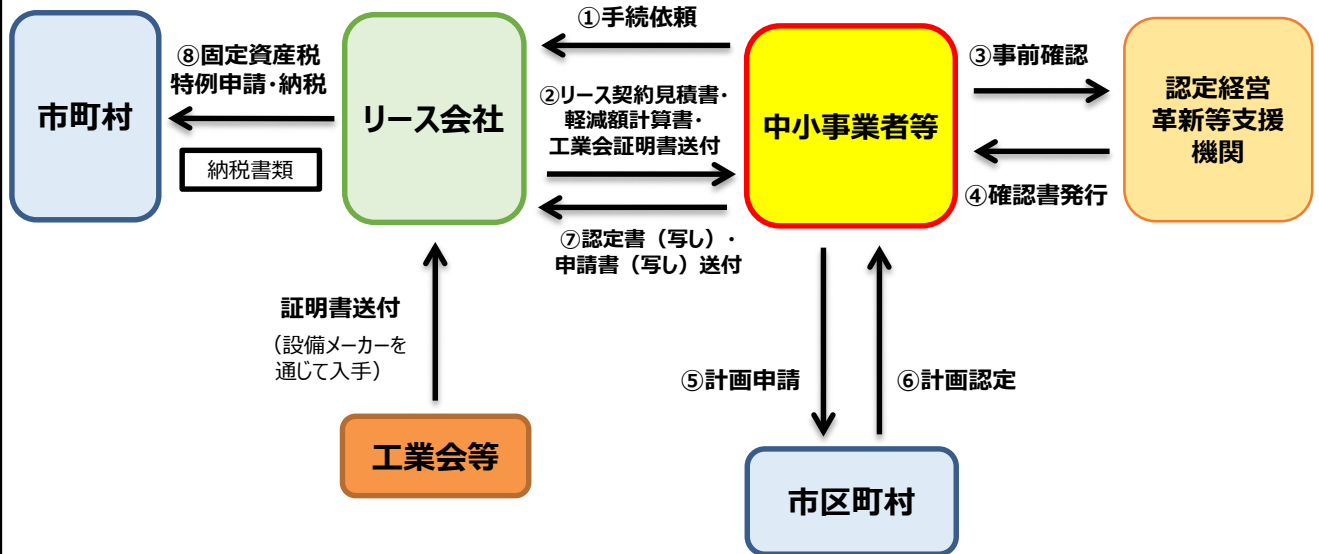 ①手続依頼
⑧固定資産税
特例申請・納税
市町村
納税書類
リース会社
②リース契約見積書・
軽減額計算書・
工業会証明書送付
中小事業者等
③事前確認
④確認書発行
認定経営
革新等支援
機関
⑦認定書（写し）・
申請書（写し）送付
証明書送付
（設備メーカーを
通じて入手）
工業会等
⑤計画申請
⑥計画認定
市区町村